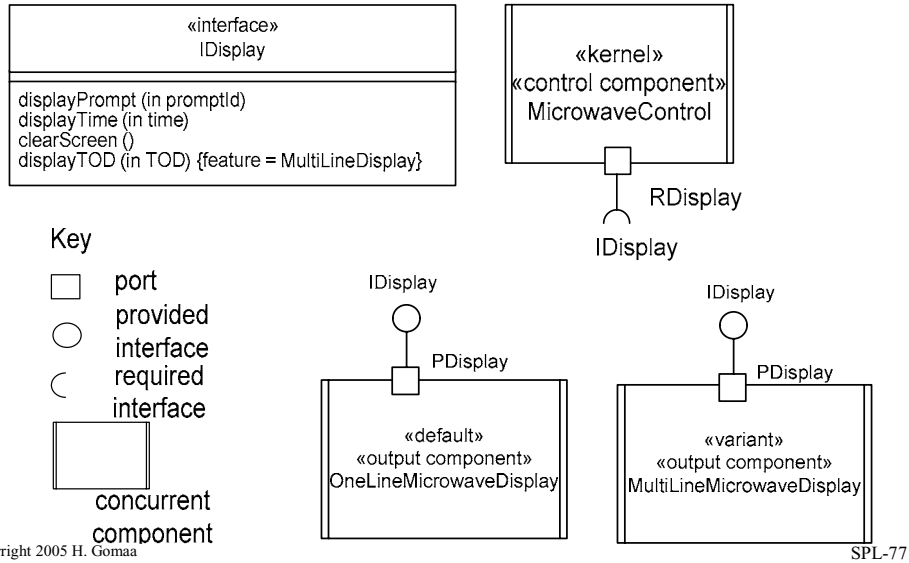 «interface»
IDisplay
displayPrompt (in promptId)
displayTime (in time)
clearScreen ()
displayTOD (in TOD) {feature = MultiLineDisplay}
«kernel»
«control component»
MicrowaveControl
RDisplay
IDisplay
Key
port
provided
interface
required
interface
concurrent
component
IDisplay
PDisplay
«default»
«output component»
OneLineMicrowaveDisplay
IDisplay
PDisplay
«variant»
«output component»
MultiLineMicrowaveDisplay
right 2005 H. Gomaa
SPL-77